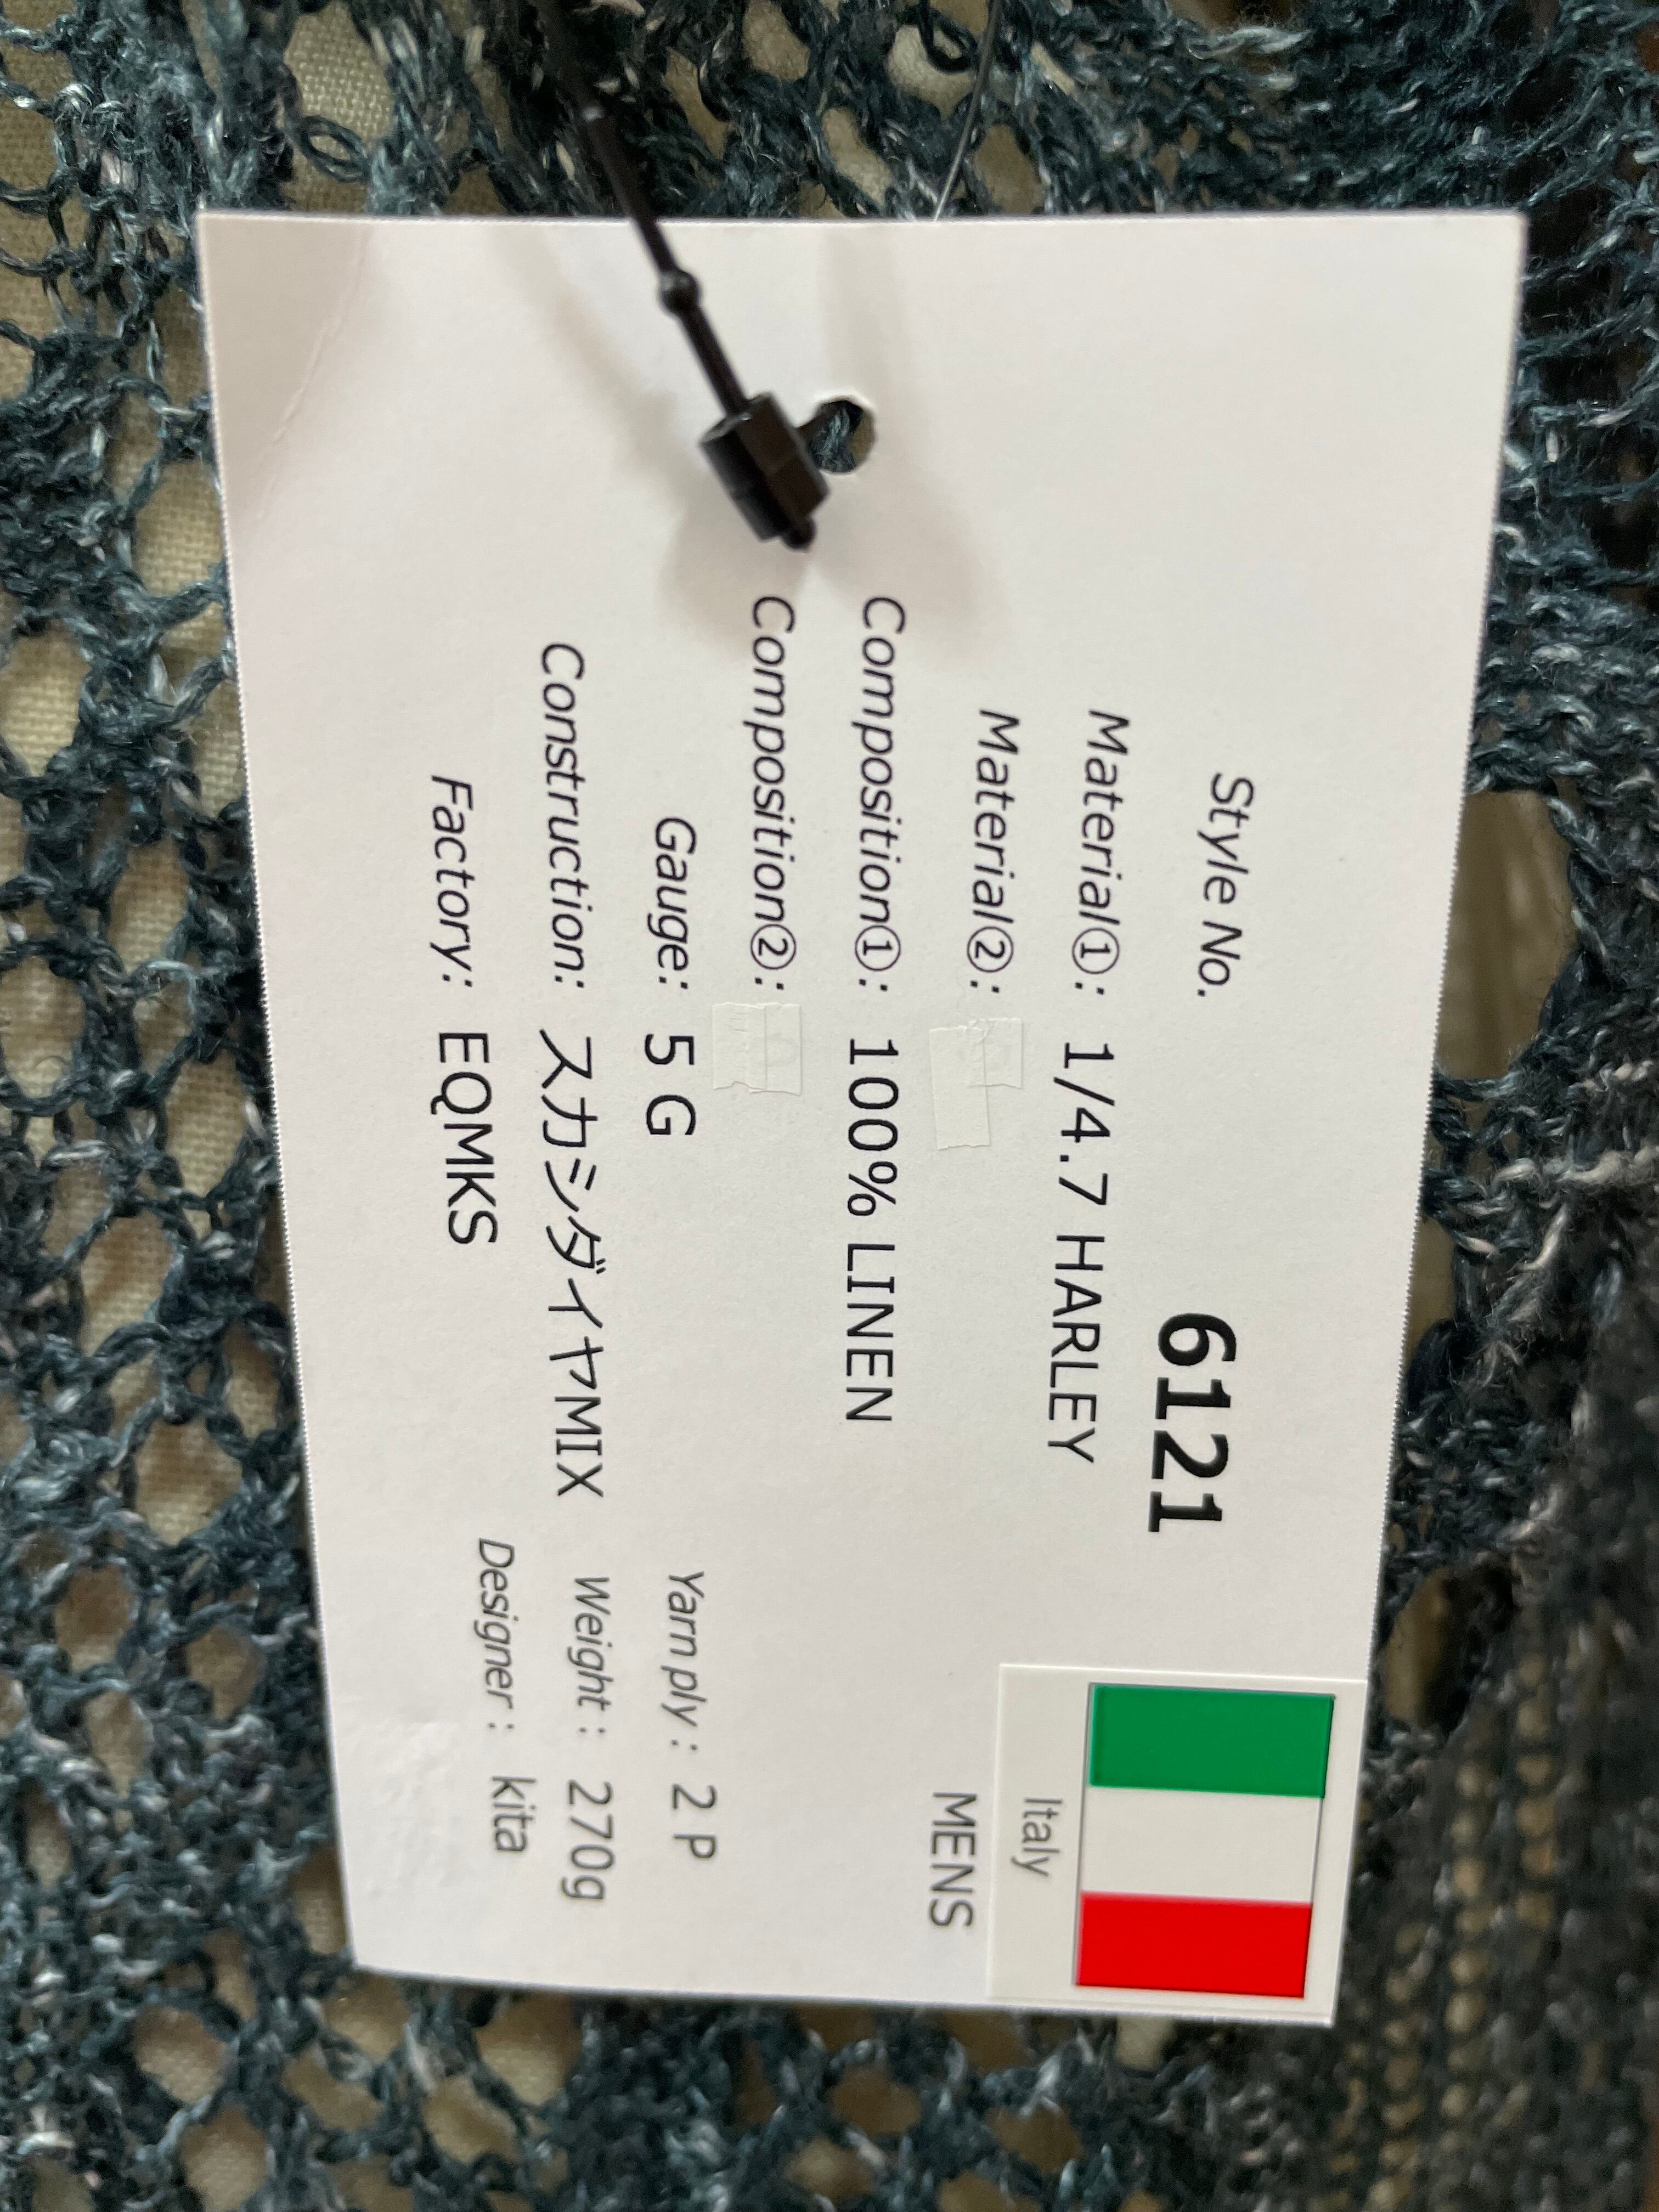 Italy
Style No. 6121
Material①: 1/4.7 HARLEY
Material②: MENS
Composition①: 100% LINEN
Composition②:
Gauge: 5 G Yarn ply : 2 P
Construction: スカシダイヤMIX Weight : 270g
Factory: EQMKS Designer : kita